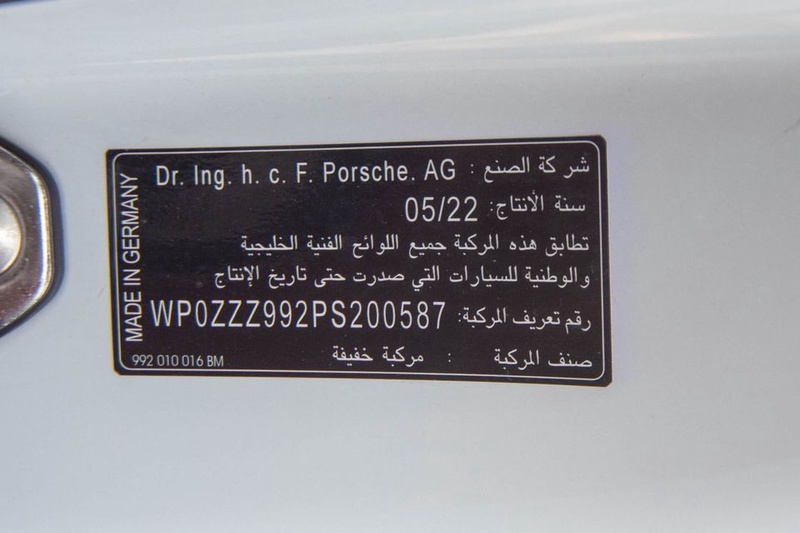 MADE IN GERMANY
شركة الصنع : Dr. Ing. h. c. F. Porsche. AG
سنة الأنتاج: 05/22
تطابق هذه المركبة جميع اللوائح الفنية الخليجية
والوطنية للسيارات التي صدرت حتى تاريخ الإنتاج
رقم تعريف المركبة: WP0ZZZ992PS200587
صنف المركبة : مركبة خفيفة
992 010 016 BM